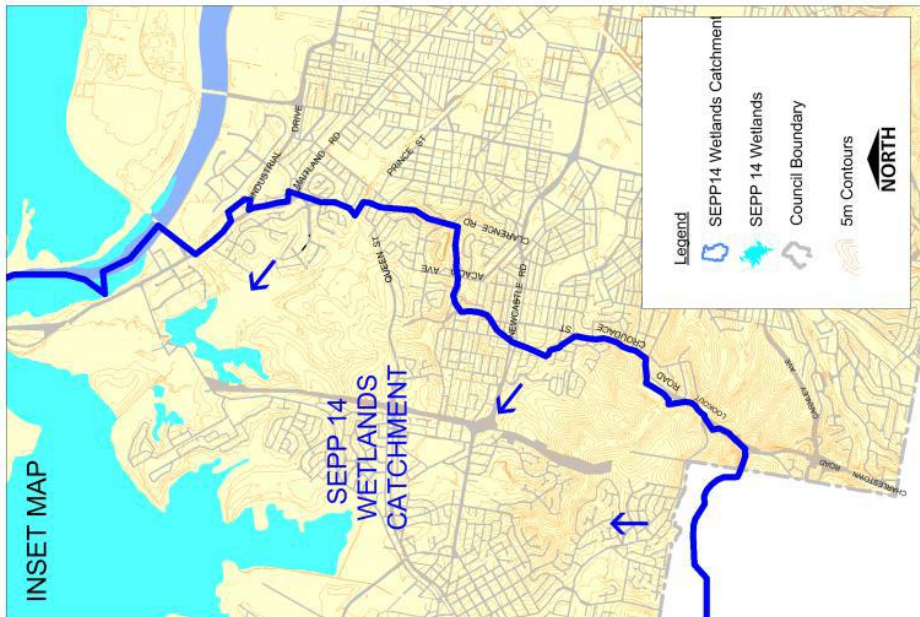 INSET MAP
SEPP 14
WETLANDS
CATCHMENT
INDUSTRIAL DRIVE
MAITLAND RD
PRINCE ST
QUEEN ST
CLARENCE RD
ACACIA AVE
NEWCASTLE RD
CROUDACE ST
LOOKOUT ROAD
CARNLEY AVE
CHARLESTOWN ROAD
Legend
SEPP14 Wetlands Catchment
SEPP 14 Wetlands
Council Boundary
5m Contours
NORTH